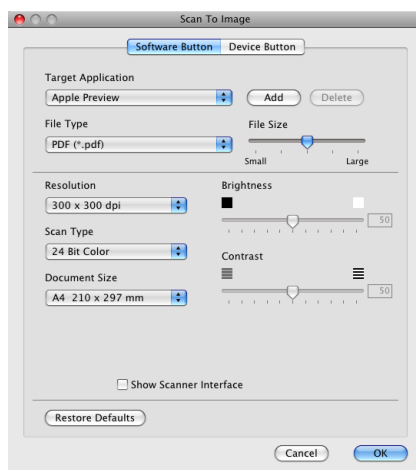 Scan To Image
Software Button Device Button
Target Application
Apple Preview Add Delete
File Type File Size
PDF (*.pdf)
Small Large
Resolution Brightness
300 x 300 dpi
50
Scan Type
24 Bit Color
Contrast
Document Size
A4 210 x 297 mm 50
Show Scanner Interface
Restore Defaults
Cancel OK